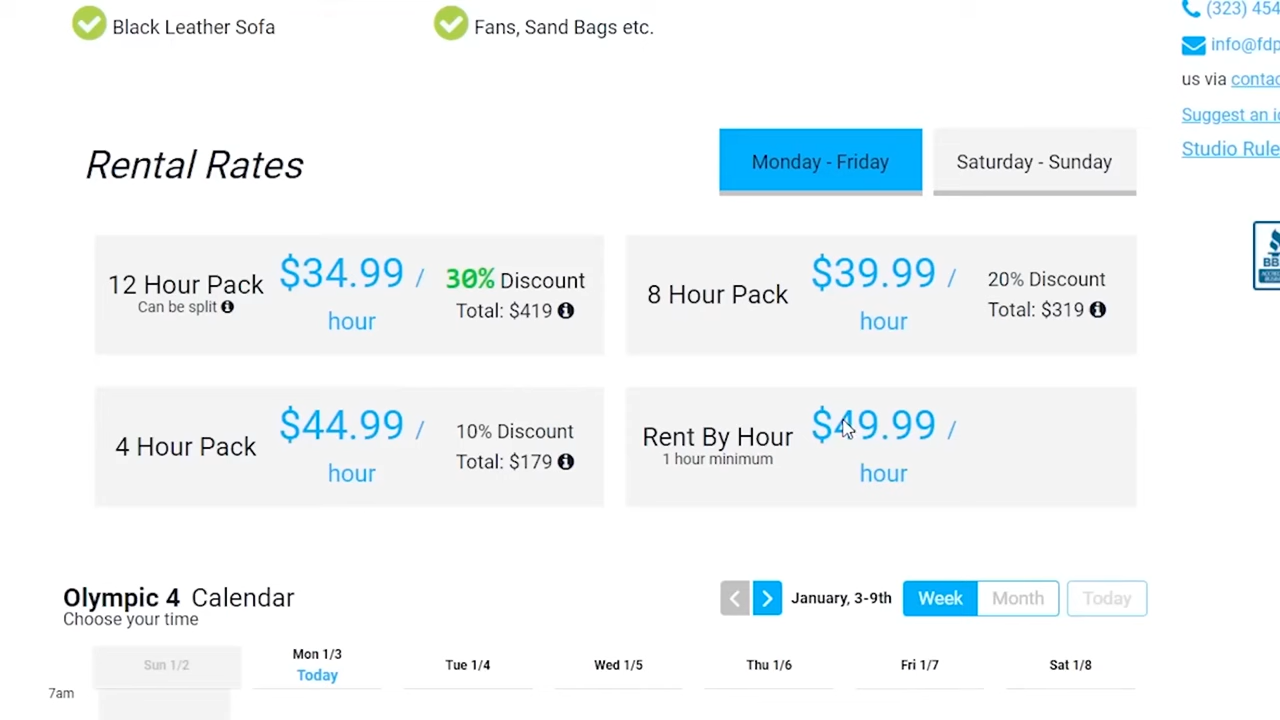 Black Leather Sofa
Fans, Sand Bags etc.
(323) 454
info@fdp
us via contac
Suggest an i
Studio Rule
Rental Rates
Monday - Friday
Saturday - Sunday
12 Hour Pack
Can be split
$34.99 /
hour
30% Discount
Total: $419
8 Hour Pack
$39.99 /
hour
20% Discount
Total: $319
BB
4 Hour Pack
$44.99 /
hour
10% Discount
Total: $179
Rent By Hour
1 hour minimum
$49.99 /
hour
Olympic 4 Calendar
Choose your time
January, 3-9th
Week
Month
Today
Sun 1/2
Mon 1/3
Today
Tue 1/4
Wed 1/5
Thu 1/6
Fri 1/7
Sat 1/8
7am